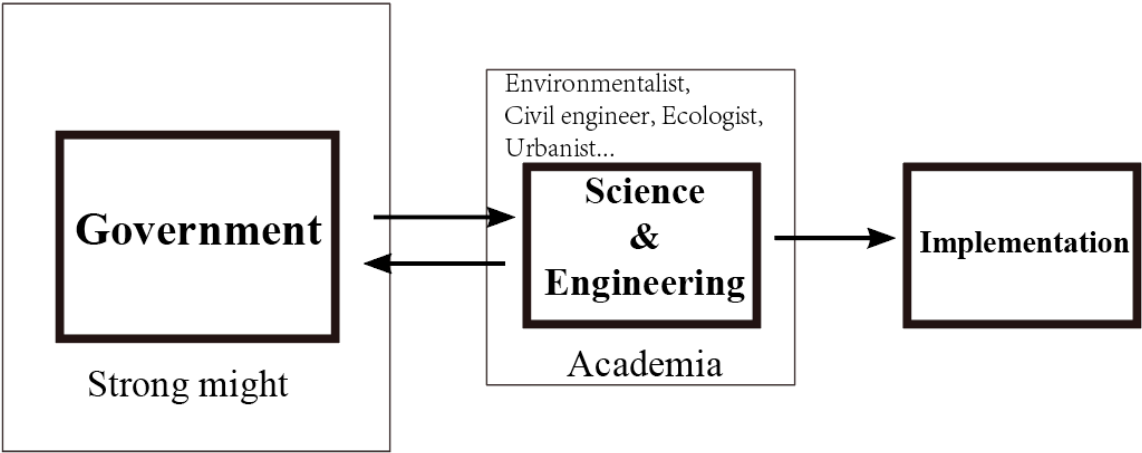 Government
Strong might
Environmentalist,
Civil engineer, Ecologist,
Urbanist...
Science
&
Engineering
Academia
Implementation